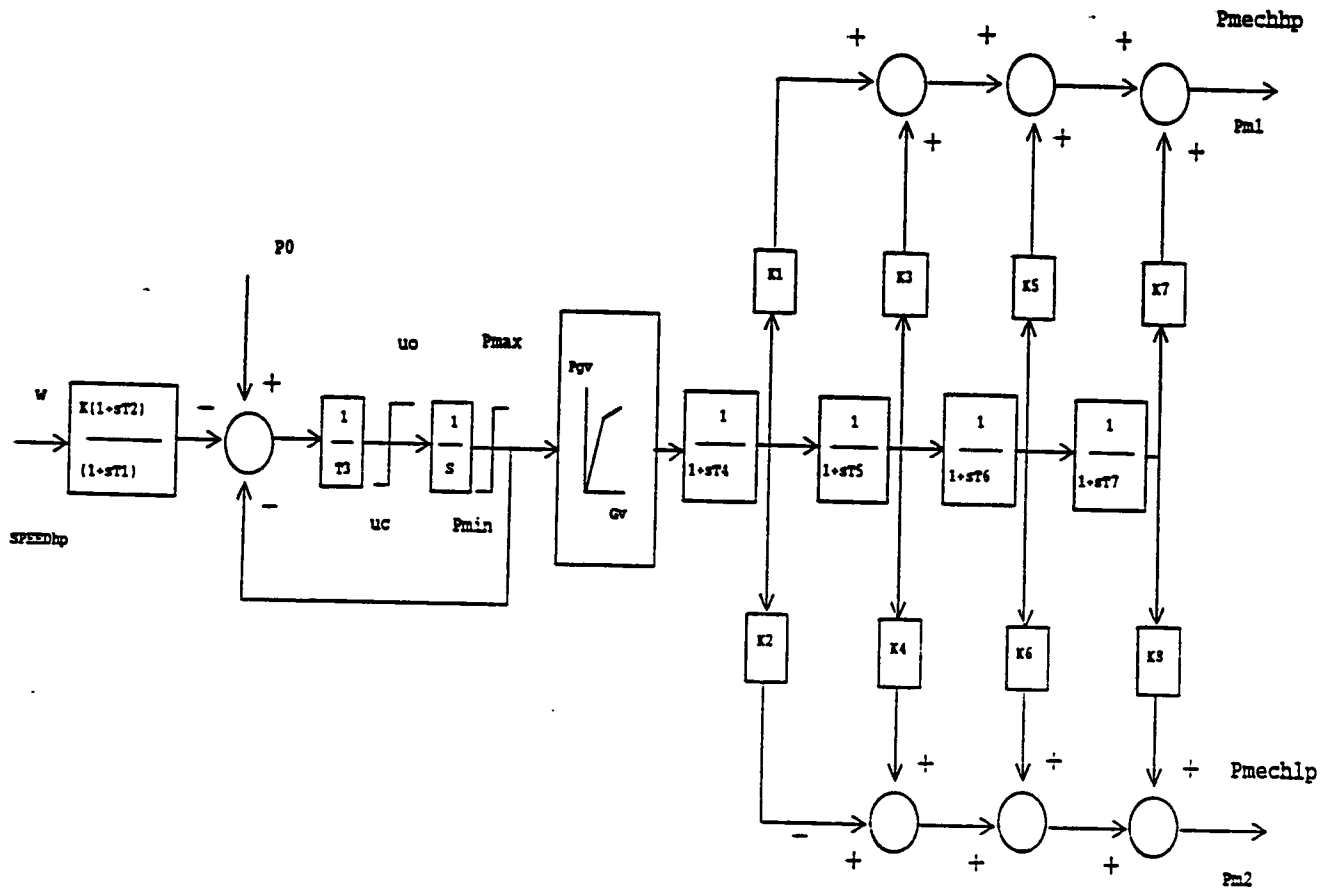 Pmechhp
+ + +
Pm1
+ + +
P0
K1 K3 K5 K7
uo Pmax
Pgv
w
K(1+sT2)
(1+sT1)
- +
-
1
T3
1
S
Gv
1
1+sT4
1
1+sT5
1
1+sT6
1
1+sT7
uc Pmin
SPEEDhp
K2 K4 K6 K8
+ + +
Pmechlp
-
+ + +
Pm2